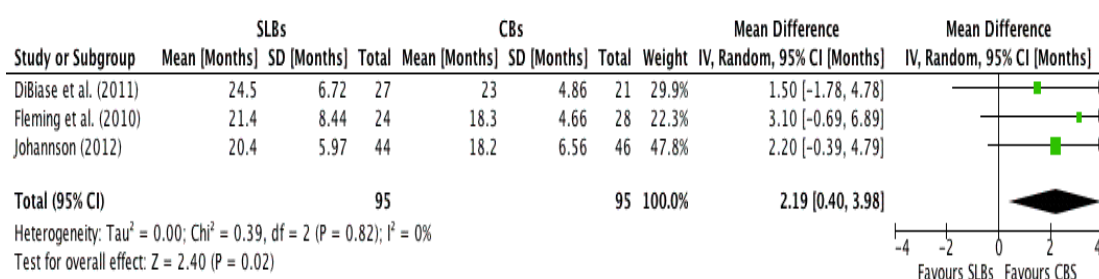 SLBs CBs Mean Difference Mean Difference
Study or Subgroup Mean [Months] SD [Months] Total Mean [Months] SD [Months] Total Weight IV, Random, 95% CI [Months] IV, Random, 95% CI [Months]
DiBiase et al. (2011) 24.5 6.72 27 23 4.86 21 29.9% 1.50 [-1.78, 4.78]
Fleming et al. (2010) 21.4 8.44 24 18.3 4.66 28 22.3% 3.10 [-0.69, 6.89]
Johannson (2012) 20.4 5.97 44 18.2 6.56 46 47.8% 2.20 [-0.39, 4.79]
Total (95% CI) 95 95 100.0% 2.19 [0.40, 3.98]
Heterogeneity: Tau² = 0.00; Chi² = 0.39, df = 2 (P = 0.82); I² = 0%
Test for overall effect: Z = 2.40 (P = 0.02)
-4 -2 0 2 4
Favours SLBs Favours CBS